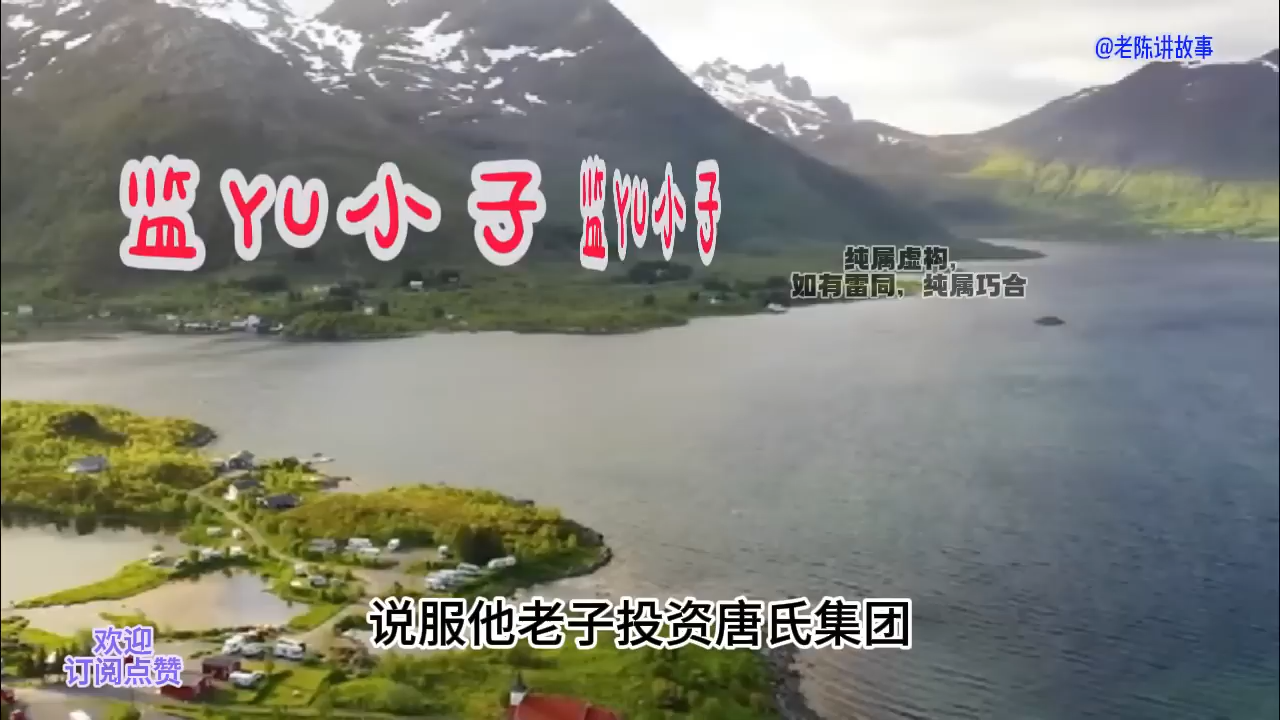 @老陈讲故事
监YU小子 监YU小子
纯属虚构,
如有雷同，纯属巧合
说服他老子投资唐氏集团
欢迎
订阅点赞